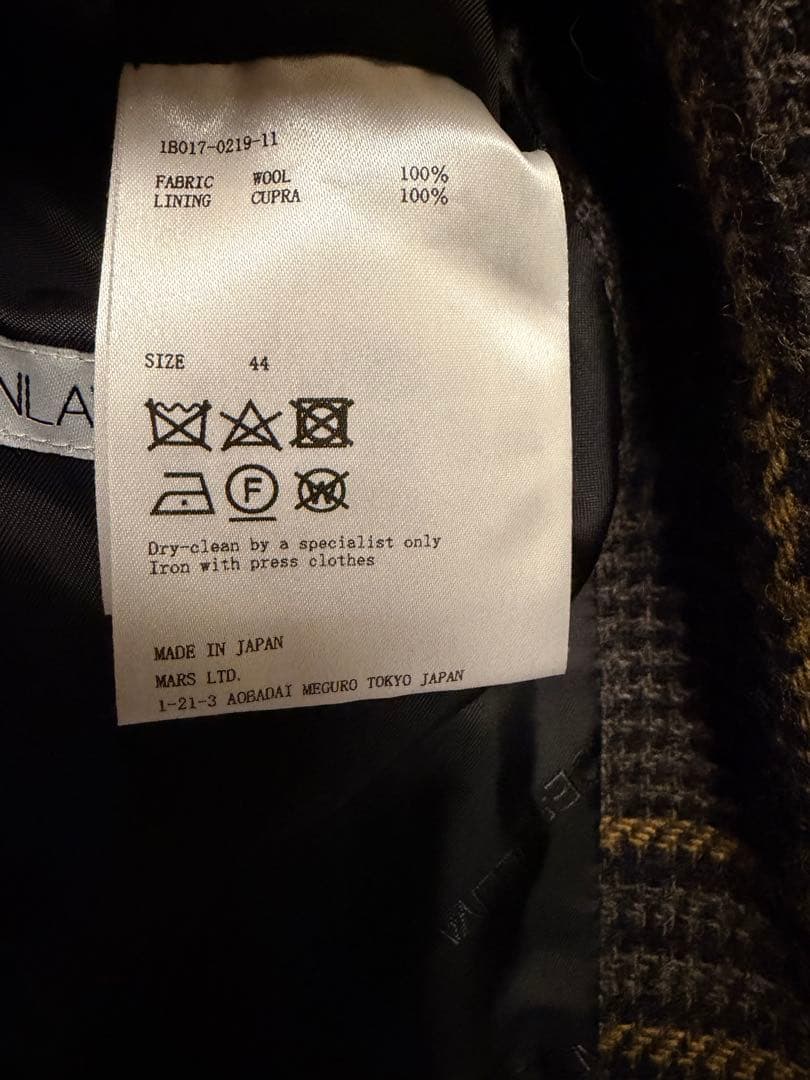 1B017-0219-11
FABRIC WOOL 100%
LINING CUPRA 100%
SIZE 44
NLA
F
W
Dry-clean by a specialist only
Iron with press clothes
MADE IN JAPAN
MARS LTD.
1-21-3 AOBADAI MEGURO TOKYO JAPAN